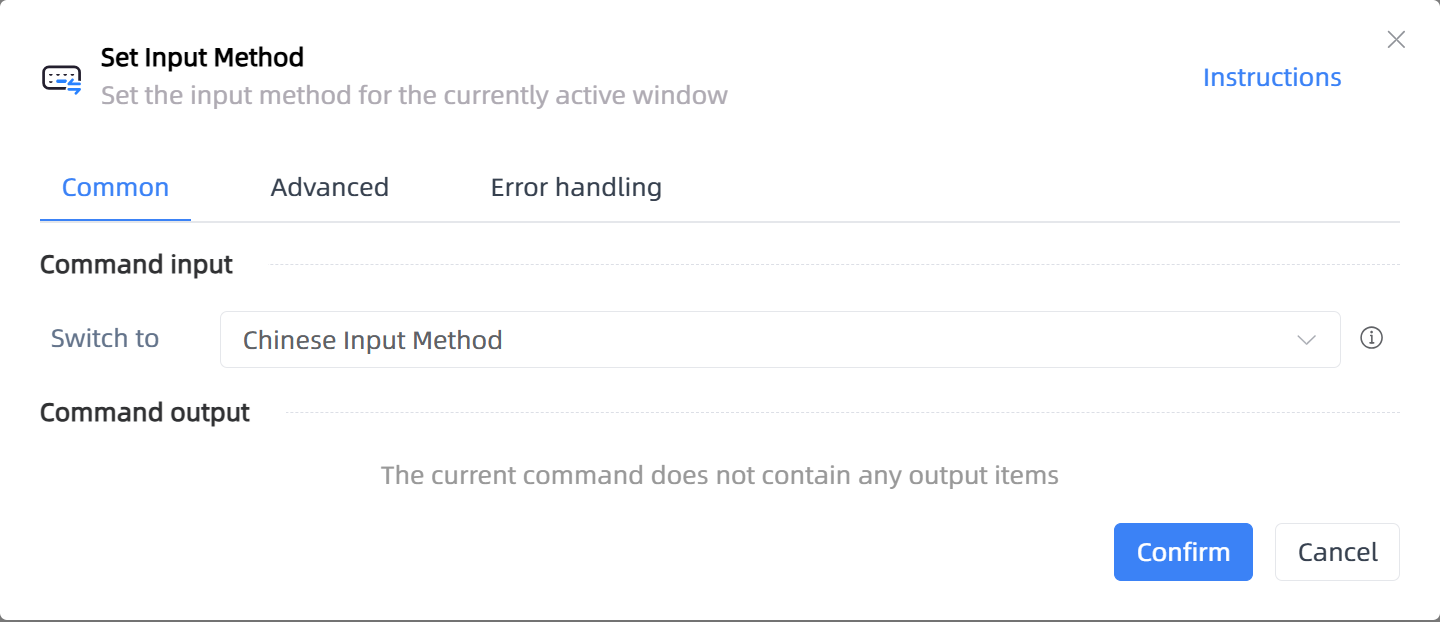 Set Input Method
Set the input method for the currently active window
Instructions
Common
Advanced
Error handling
Command input
Switch to
Chinese Input Method
Command output
The current command does not contain any output items
Confirm
Cancel